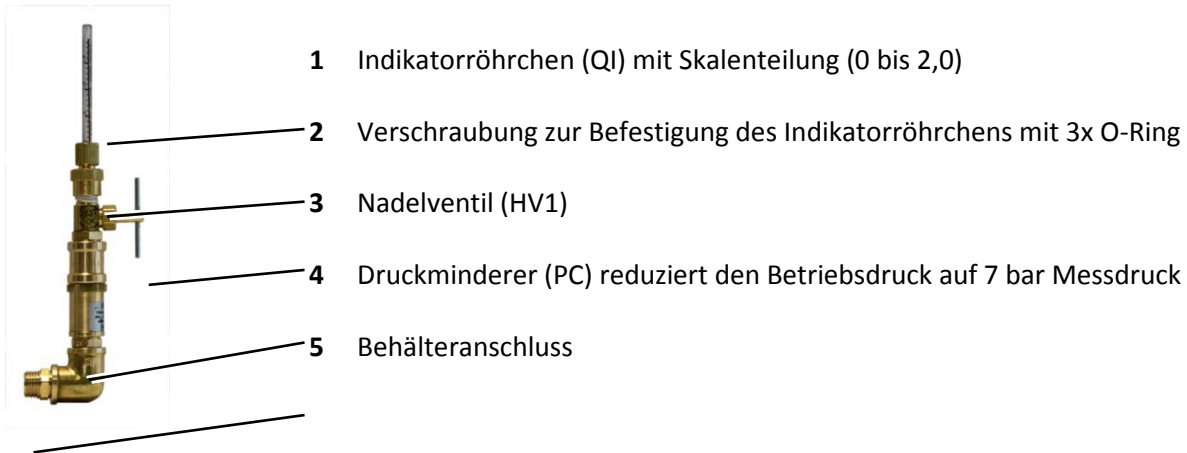 1 Indikatorröhrchen (QI) mit Skalenteilung (0 bis 2,0)
2 Verschraubung zur Befestigung des Indikatorröhrchens mit 3x O-Ring
3 Nadelventil (HV1)
4 Druckminderer (PC) reduziert den Betriebsdruck auf 7 bar Messdruck
5 Behälteranschluss